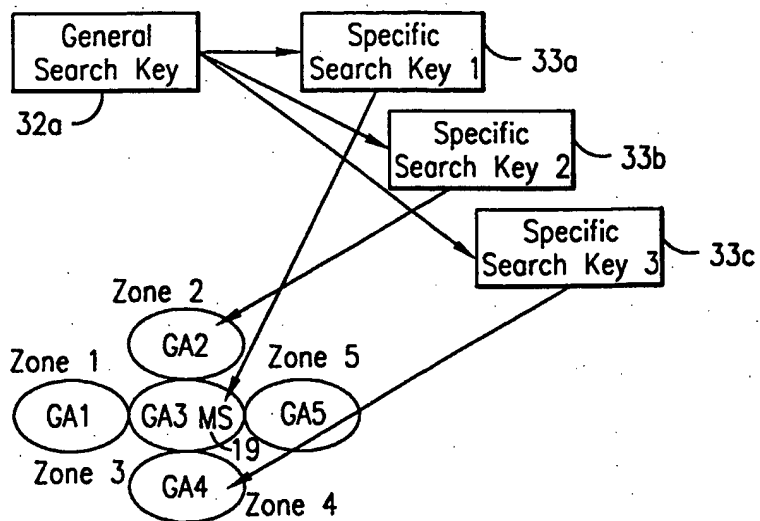 General
Search Key
32a
Specific
Search Key 1
33a
Specific
Search Key 2
33b
Specific
Search Key 3
33c
Zone 2
GA2
Zone 1
GA1
GA3 MS
19
Zone 5
GA5
Zone 3
GA4
Zone 4